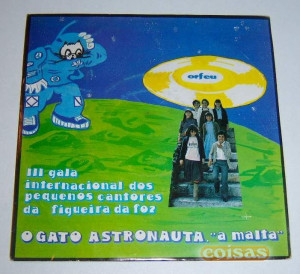 orfeu
III gala
internacional dos
pequenos cantores
da figueira da foz
O GATO ASTRONAUTA, "a malta"
coisas